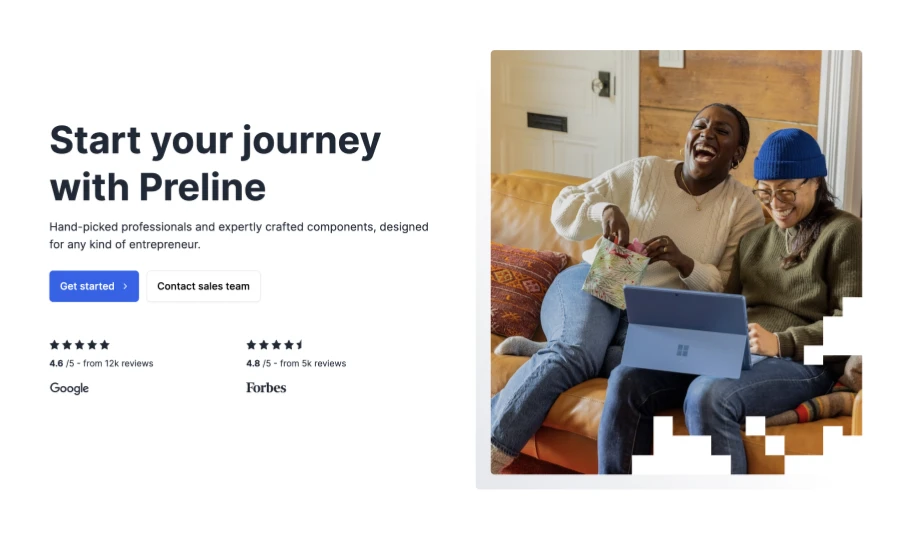 Start your journey
with Preline
Hand-picked professionals and expertly crafted components, designed
for any kind of entrepreneur.
Get started
Contact sales team
4.6 /5 - from 12k reviews
4.8 /5 - from 5k reviews
Google
Forbes